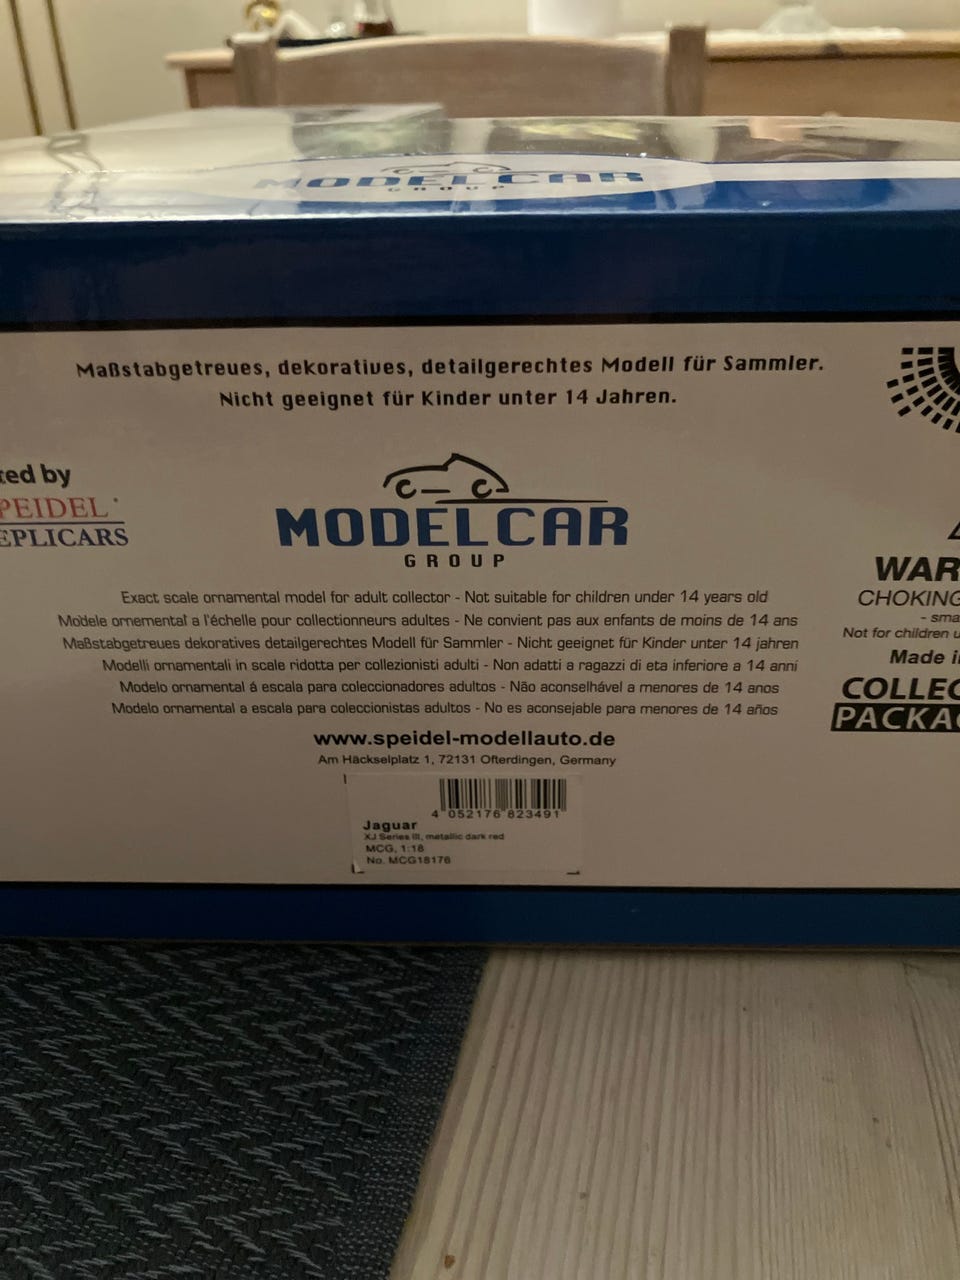 MODELCAR
GROUP
Maßstabgetreues, dekoratives, detailgerechtes Modell für Sammler.
Nicht geeignet für Kinder unter 14 Jahren.
ted by
PEIDEL
EPLICARS
MODELCAR
GROUP
Exact scale ornamental model for adult collector - Not suitable for children under 14 years old
Modele ornemental a l'échelle pour collectionneurs adultes - Ne convient pas aux enfants de moins de 14 ans
Maßstabgetreues dekoratives detailgerechtes Modell für Sammler - Nicht geeignet für Kinder unter 14 jahren
Modelli ornamentali in scale ridotta per collezionisti adulti - Non adatti a ragazzi di eta inferiore a 14 anni
Modelo ornamental á escala para coleccionadores adultos - Não aconselhável a menores de 14 anos
Modelo ornamental a escala para coleccionistas adultos - No es aconsejable para menores de 14 años
www.speidel-modellauto.de
Am Häckselplatz 1, 72131 Ofterdingen, Germany
4 052176 823491
Jaguar
XJ Series III, metallic dark red
MCG, 1:18
No. MCG18176
WAR
CHOKING
- sma
Not for children u
Made i
COLLEC
PACKA